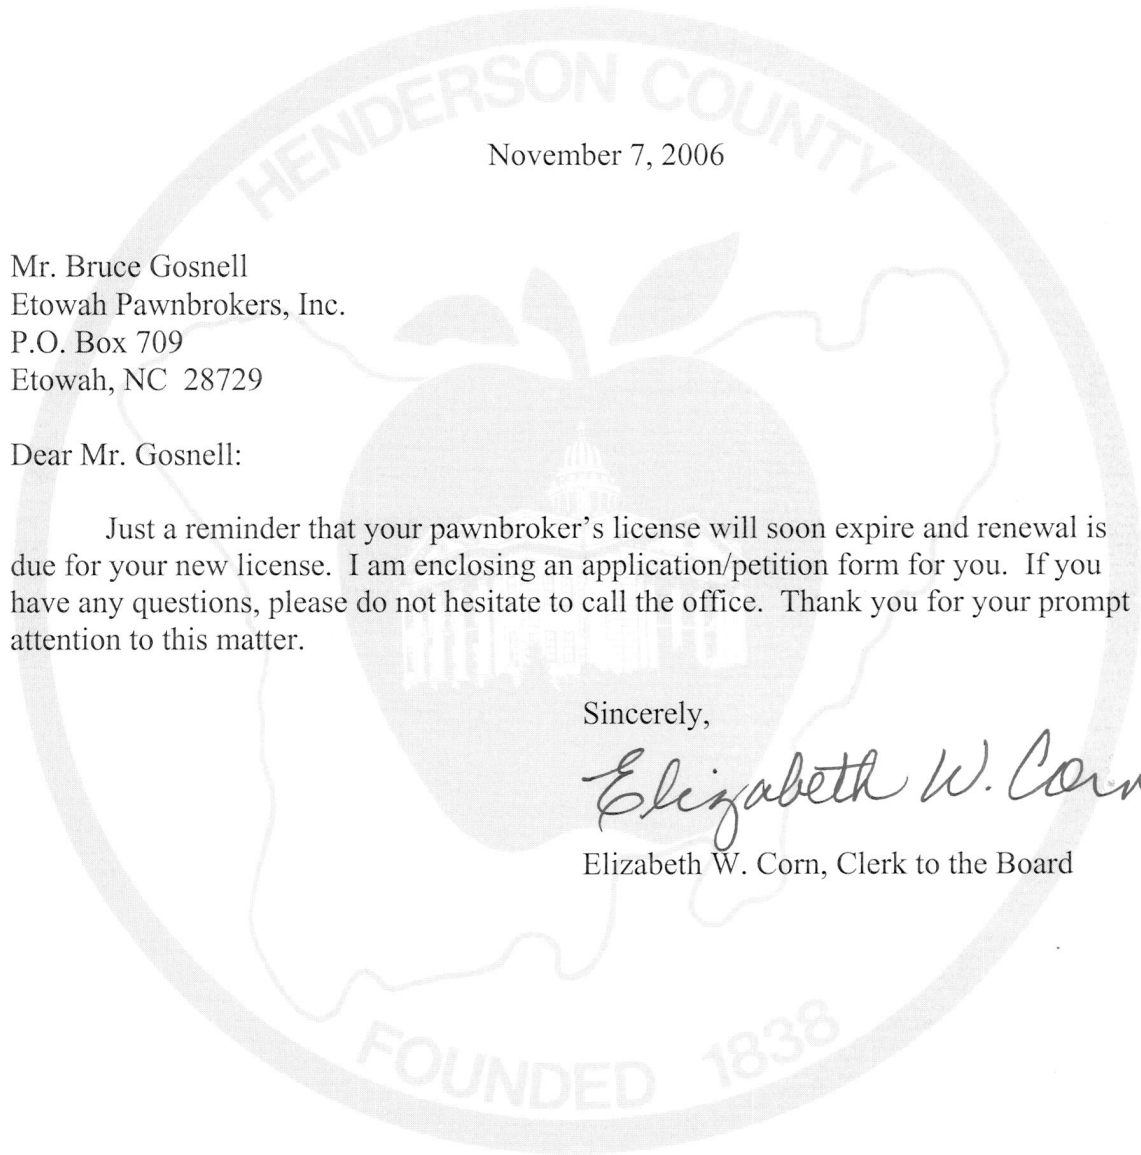 HENDERSON COUNTY
November 7, 2006
Mr. Bruce Gosnell
Etowah Pawnbrokers, Inc.
P.O. Box 709
Etowah, NC  28729
Dear Mr. Gosnell:
Just a reminder that your pawnbroker’s license will soon expire and renewal is
due for your new license.  I am enclosing an application/petition form for you.  If you
have any questions, please do not hesitate to call the office.  Thank you for your prompt
attention to this matter.
Sincerely,
Elizabeth W. Corn
Elizabeth W. Corn, Clerk to the Board
FOUNDED 1838